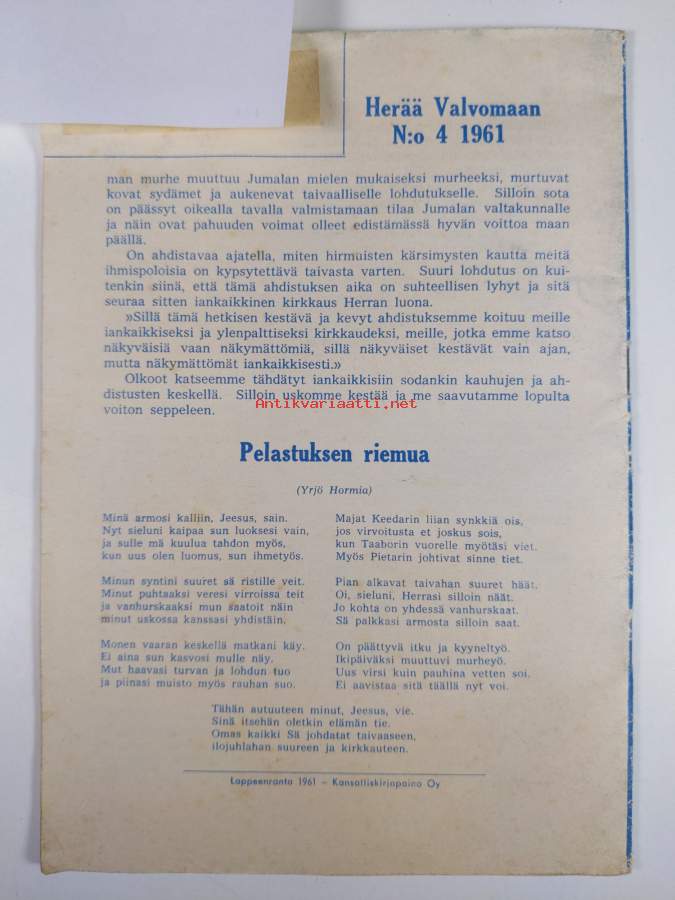 Herää Valvomaan
N:o 4 1961
man murhe muuttuu Jumalan mielen mukaiseksi murheeksi, murtuvat
kovat sydämet ja aukenevat taivaalliselle lohdutukselle. Silloin sota
on päässyt oikealla tavalla valmistamaan tilaa Jumalan valtakunnalle
ja näin ovat pahuuden voimat olleet edistämässä hyvän voittoa maan
päällä.
On ahdistavaa ajatella, miten hirmuisten kärsimysten kautta meitä
ihmispoloisia on kypsytettävä taivasta varten. Suuri lohdutus on kui-
tenkin siinä, että tämä ahdistuksen aika on suhteellisen lyhyt ja sitä
seuraa sitten iankaikkinen kirkkaus Herran luona.
»Sillä tämä hetkisen kestävä ja kevyt ahdistuksemme koituu meille
iankaikkiseksi ja ylenpalttiseksi kirkkaudeksi, meille, jotka emme katso
näkyväisiä vaan näkymättömiä, sillä näkyväiset kestävät vain ajan,
mutta näkymättömät iankaikkisesti.»
Olkoot katseemme tähdätyt iankaikkisiin sodankin kauhujen ja ah-
distusten keskellä. Silloin uskomme kestää ja me saavutamme lopulta
voiton seppeleen.
Antikvariaatti.net
Pelastuksen riemua
(Yrjö Hormia)
Minä armosi kalliin, Jeesus, sain.
Nyt sieluni kaipaa sun luoksesi vain,
ja sulle mä kuulua tahdon myös,
kun uus olen luomus, sun ihmetyös.
Minun syntini suuret sä ristille veit.
Minut puhtaaksi veresi virroissa teit
ja vanhurskaaksi mun saatoit näin
minut uskossa kanssasi yhdistäin.
Monen vaaran keskellä matkani käy.
Ei aina sun kasvosi mulle näy.
Mut haavasi turvan ja lohdun tuo
ja piinasi muisto myös rauhan suo.
Majat Keedarin liian synkkiä ois,
jos virvoitusta et joskus sois,
kun Taaborin vuorelle myötäsi viet.
Myös Pietarin johtivat sinne tiet.
Pian alkavat taivahan suuret häät.
Oi, sieluni, Herrasi silloin näät.
Jo kohta on yhdessä vanhurskaat.
Sä palkkasi armosta silloin saat.
On päättyvä itku ja kyyneltyö.
Ikipäiväksi muuttuvi murheyö.
Uus virsi kuin pauhina vetten soi.
Ei aavistaa sitä täällä nyt voi.
Tähän autuuteen minut, Jeesus, vie.
Sinä itsehän oletkin elämän tie.
Omas kaikki Sä johdatat taivaaseen,
ilojuhlahan suureen ja kirkkauteen.
Lappeenranta 1961 – Kansalliskirjapaino Oy